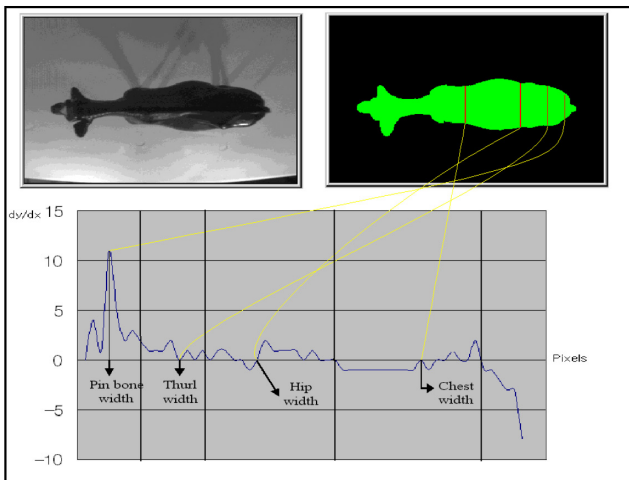 dy/dx
15
10
5
0
-5
-10
Pixels
Pin bone
width
Thurl
width
Hip
width
Chest
width